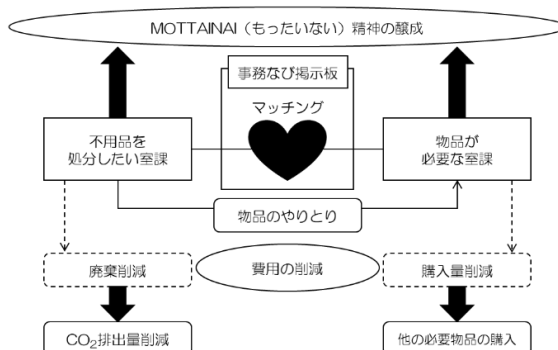 MOTTAINAI（もったいない）精神の醸成
事務なび掲示板
マッチング
不用品を
処分したい室課
物品が
必要な室課
物品のやりとり
廃棄削減
費用の削減
購入量削減
CO₂排出量削減
他の必要物品の購入